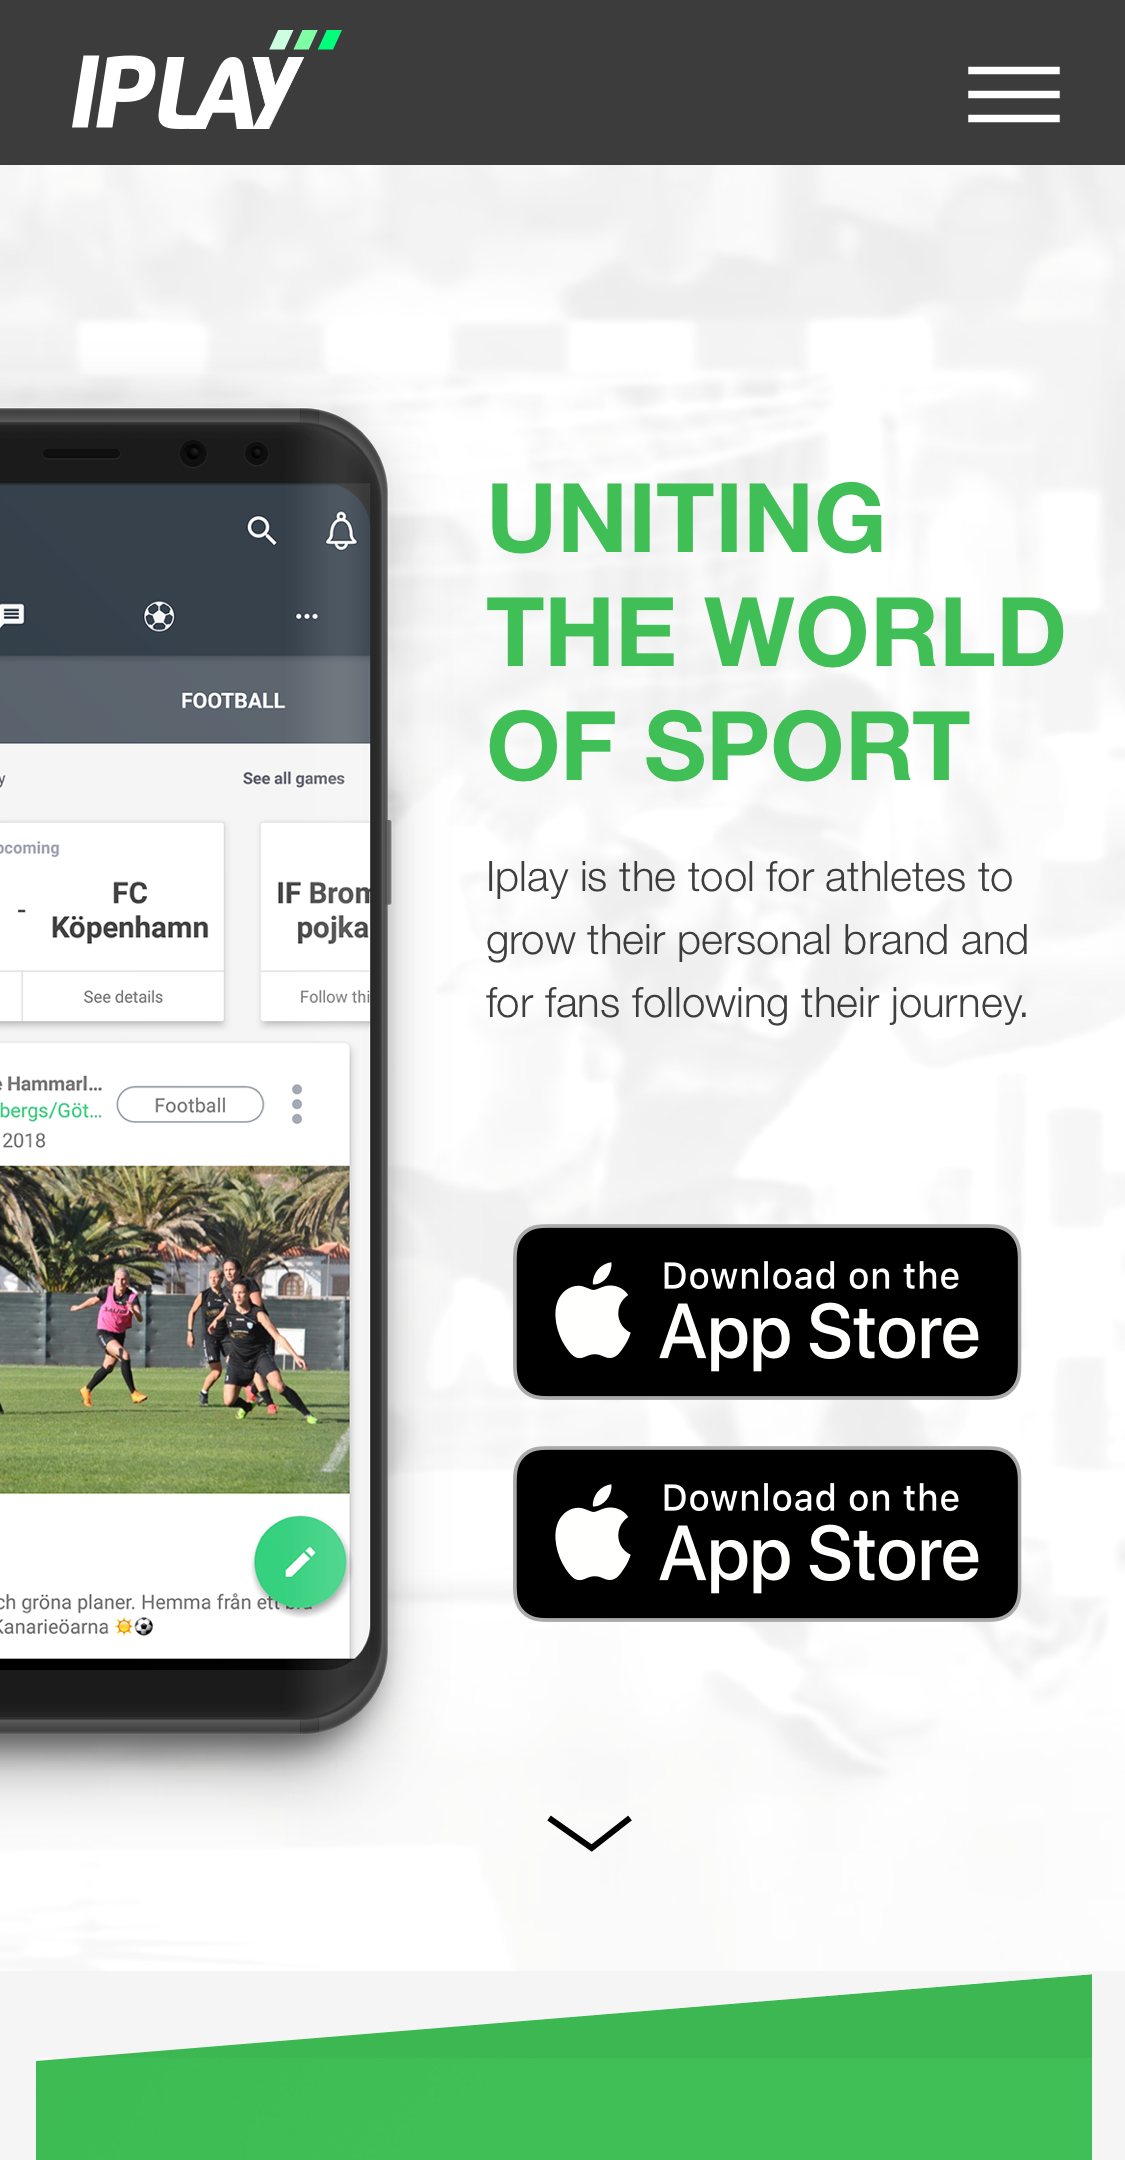 IPLAY
UNITING
THE WORLD
OF SPORT
Iplay is the tool for athletes to
grow their personal brand and
for fans following their journey.
Download on the
App Store
Download on the
App Store
FOOTBALL
See all games
FC
Köpenhamn
-
See details
IF Brom
pojka
Follow thi
Hammarl...
bergs/Göt...
2018
Football
gröna planer. Hemma från ett
Kanarieöarna ☀️⚽